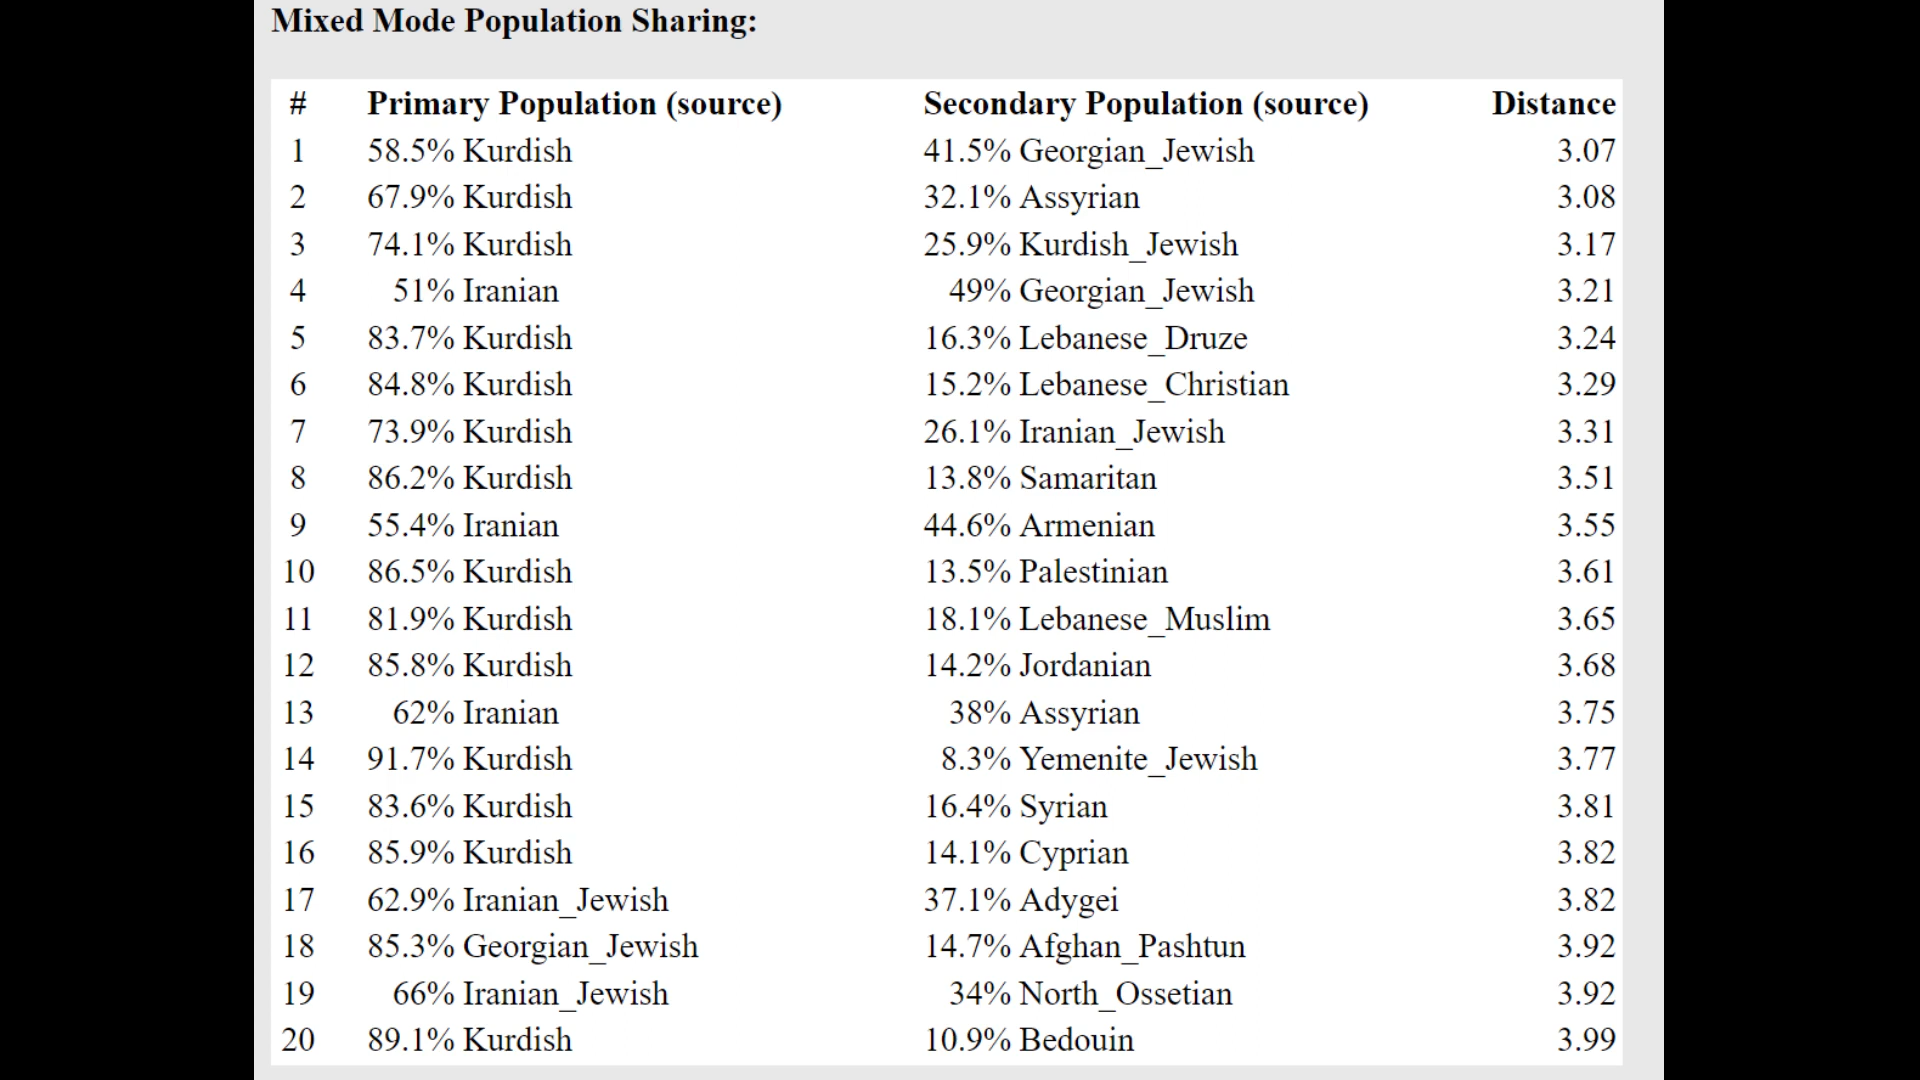 Mixed Mode Population Sharing:
# Primary Population (source) Secondary Population (source) Distance
1 58.5% Kurdish 41.5% Georgian_Jewish 3.07
2 67.9% Kurdish 32.1% Assyrian 3.08
3 74.1% Kurdish 25.9% Kurdish_Jewish 3.17
4 51% Iranian 49% Georgian_Jewish 3.21
5 83.7% Kurdish 16.3% Lebanese_Druze 3.24
6 84.8% Kurdish 15.2% Lebanese_Christian 3.29
7 73.9% Kurdish 26.1% Iranian_Jewish 3.31
8 86.2% Kurdish 13.8% Samaritan 3.51
9 55.4% Iranian 44.6% Armenian 3.55
10 86.5% Kurdish 13.5% Palestinian 3.61
11 81.9% Kurdish 18.1% Lebanese_Muslim 3.65
12 85.8% Kurdish 14.2% Jordanian 3.68
13 62% Iranian 38% Assyrian 3.75
14 91.7% Kurdish 8.3% Yemenite_Jewish 3.77
15 83.6% Kurdish 16.4% Syrian 3.81
16 85.9% Kurdish 14.1% Cyprian 3.82
17 62.9% Iranian_Jewish 37.1% Adygei 3.82
18 85.3% Georgian_Jewish 14.7% Afghan_Pashtun 3.92
19 66% Iranian_Jewish 34% North_Ossetian 3.92
20 89.1% Kurdish 10.9% Bedouin 3.99